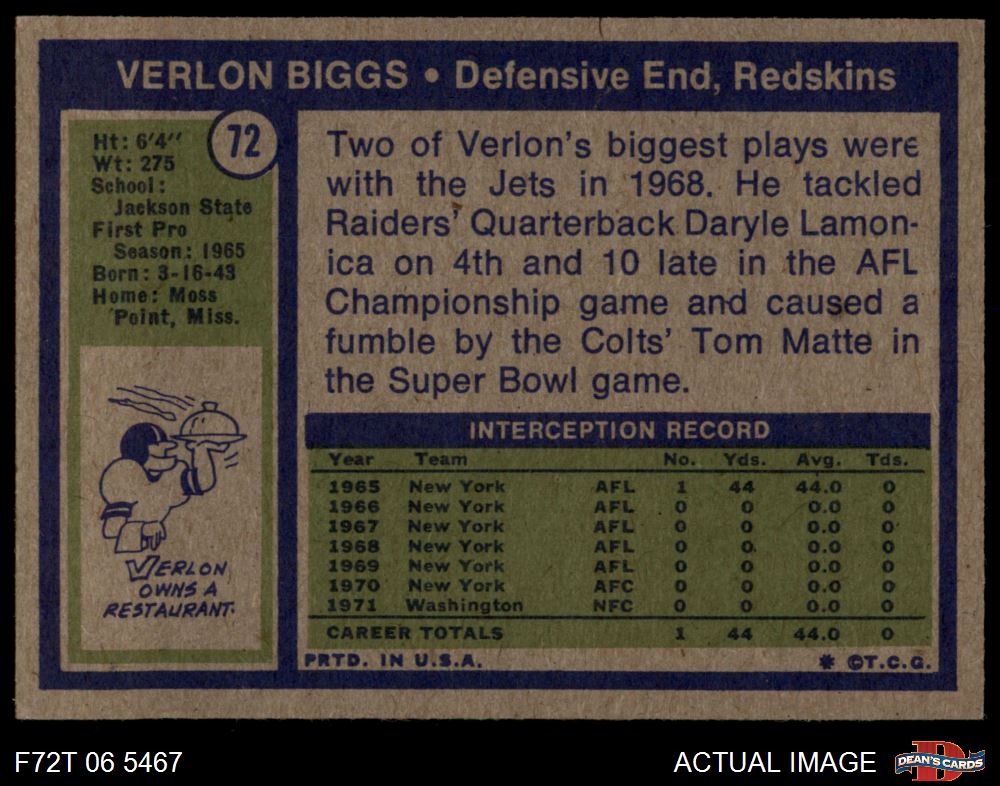 VERLON BIGGS • Defensive End, Redskins
72
Ht: 6'4''
Wt: 275
School:
Jackson State
First Pro
Season: 1965
Born: 3-16-43
Home: Moss
Point, Miss.
VERLON
OWNS A
RESTAURANT.
Two of Verlon's biggest plays were
with the Jets in 1968. He tackled
Raiders' Quarterback Daryle Lamon-
ica on 4th and 10 late in the AFL
Championship game and caused a
fumble by the Colts' Tom Matte in
the Super Bowl game.
INTERCEPTION RECORD
Year Team No. Yds. Avg. Tds.
1965 New York AFL 1 44 44.0 0
1966 New York AFL 0 0 0.0 0
1967 New York AFL 0 0 0.0 0
1968 New York AFL 0 0 0.0 0
1969 New York AFL 0 0 0.0 0
1970 New York AFC 0 0 0.0 0
1971 Washington NFC 0 0 0.0 0
CAREER TOTALS 1 44 44.0 0
PRTD. IN U.S.A. * ©T.C.G.
F72T 06 5467 ACTUAL IMAGE
D
DEAN'S CARDS